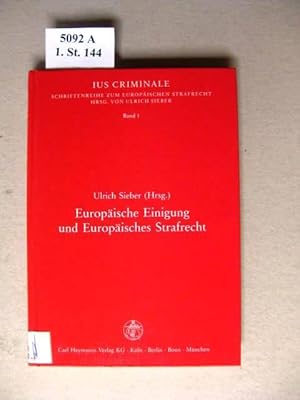 5092 A
1. St. 144
IUS CRIMINALE
SCHRIFTENREIHE ZUM EUROPÄISCHEN STRAFRECHT
HRSG. VON ULRICH SIEBER
Band 1
Ulrich Sieber (Hrsg.)
Europäische Einigung
und Europäisches Strafrecht
Carl Heymanns Verlag KG · Köln · Berlin · Bonn · München